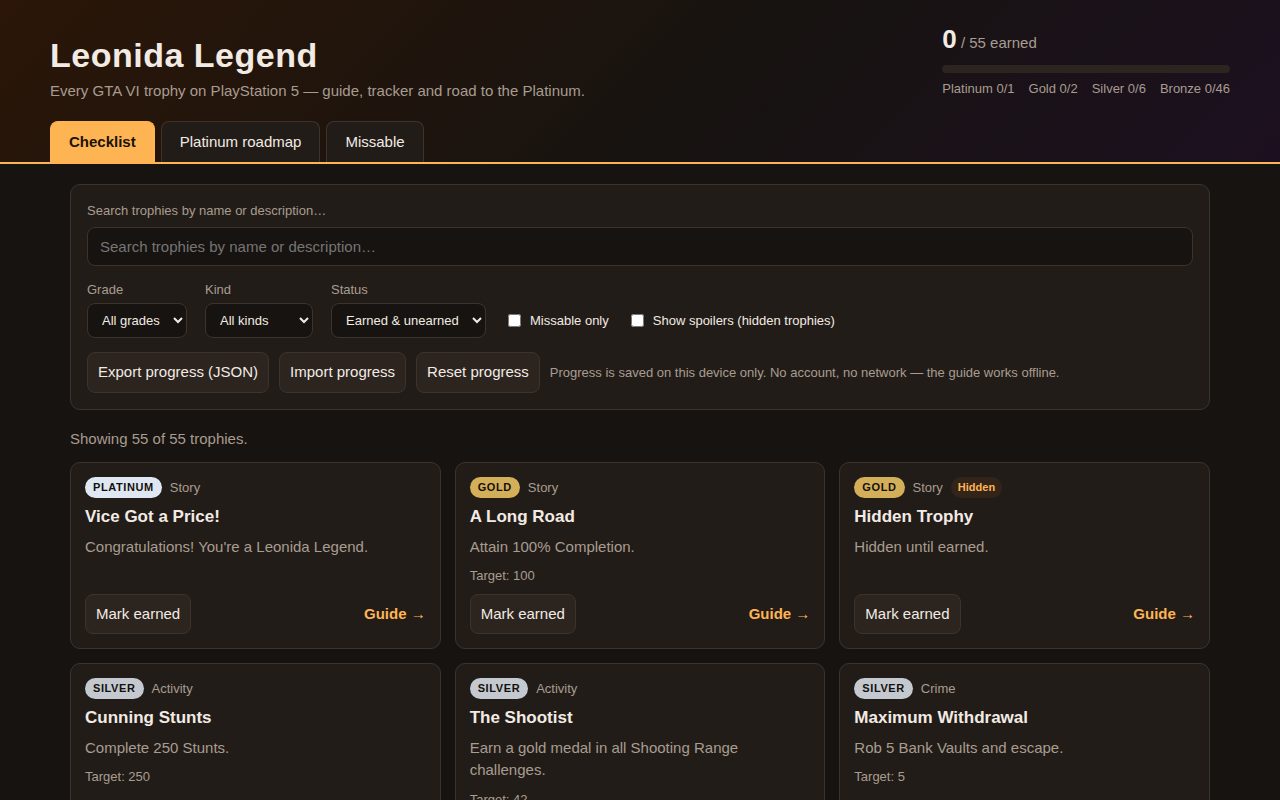 Leonida Legend
0 / 55 earned
Every GTA VI trophy on PlayStation 5 — guide, tracker and road to the Platinum.
Platinum 0/1 Gold 0/2 Silver 0/6 Bronze 0/46
Checklist Platinum roadmap Missable
Search trophies by name or description…
Search trophies by name or description…
Grade Kind Status
All grades All kinds Earned & unearned Missable only Show spoilers (hidden trophies)
Export progress (JSON) Import progress Reset progress Progress is saved on this device only. No account, no network — the guide works offline.
Showing 55 of 55 trophies.
PLATINUM Story
Vice Got a Price!
Congratulations! You're a Leonida Legend.
Mark earned Guide →
GOLD Story
A Long Road
Attain 100% Completion.
Target: 100
Mark earned Guide →
GOLD Story Hidden
Hidden Trophy
Hidden until earned.
Mark earned Guide →
SILVER Activity
Cunning Stunts
Complete 250 Stunts.
Target: 250
SILVER Activity
The Shootist
Earn a gold medal in all Shooting Range
challenges.
Target: 42
SILVER Crime
Maximum Withdrawal
Rob 5 Bank Vaults and escape.
Target: 5